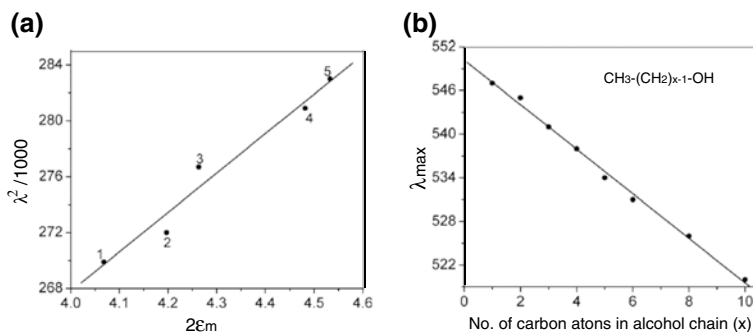 (a)
284
280
276
272
268
4.0 4.1 4.2 4.3 4.4 4.5 4.6
1
2
3
4
5
λ² /1000
2εm
(b)
552
546
540
534
528
522
0 2 4 6 8 10
CH3-(CH2)x-1-OH
λmax
No. of carbon atons in alcohol chain (x)